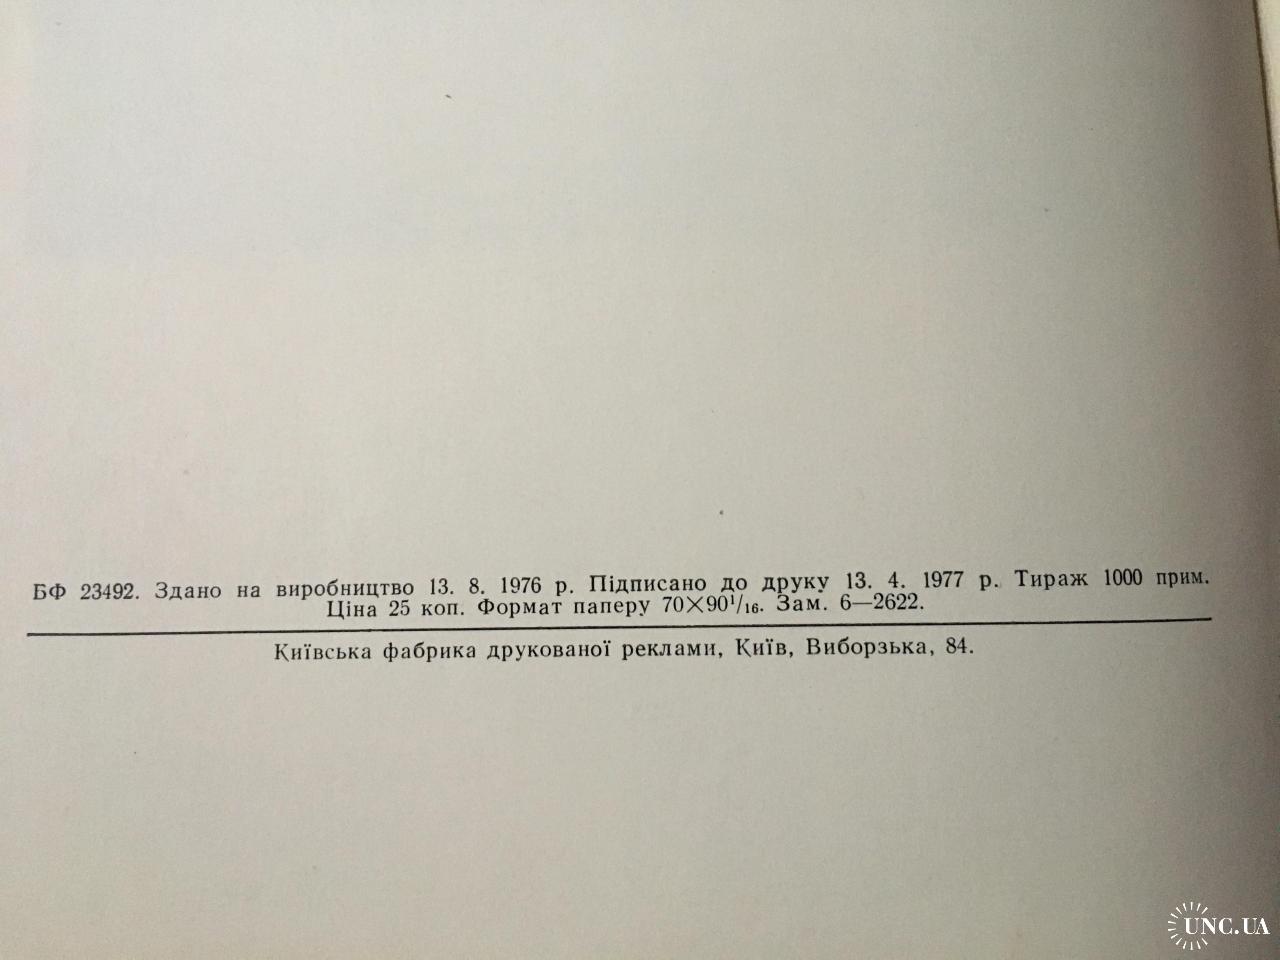 БФ 23492. Здано на виробництво 13. 8. 1976 р. Підписано до друку 13. 4. 1977 р. Тираж 1000 прим.
Ціна 25 коп. Формат паперу 70×90¹/₁₆. Зам. 6—2622.
Київська фабрика друкованої реклами, Київ, Виборзька, 84.
UNC.UA